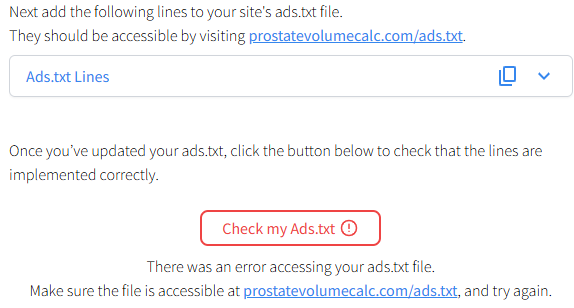 Next add the following lines to your site's ads.txt file.
They should be accessible by visiting prostatevolumecalc.com/ads.txt.
Ads.txt Lines
Once you’ve updated your ads.txt, click the button below to check that the lines are
implemented correctly.
Check my Ads.txt
There was an error accessing your ads.txt file.
Make sure the file is accessible at prostatevolumecalc.com/ads.txt, and try again.